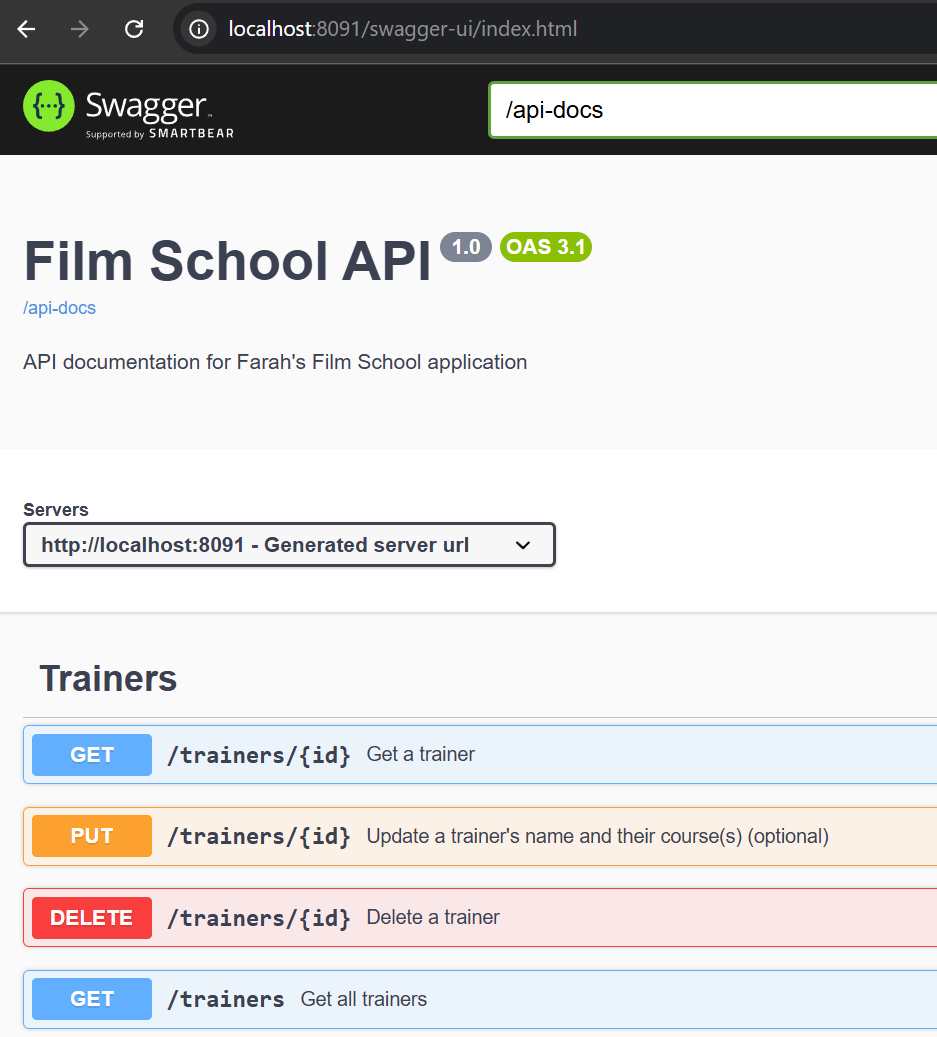 localhost:8091/swagger-ui/index.html
{···} Swagger™
Supported by SMARTBEAR
/api-docs
Film School API 1.0 OAS 3.1
/api-docs
API documentation for Farah's Film School application
Servers
http://localhost:8091 - Generated server url
Trainers
GET /trainers/{id} Get a trainer
PUT /trainers/{id} Update a trainer's name and their course(s) (optional)
DELETE /trainers/{id} Delete a trainer
GET /trainers Get all trainers